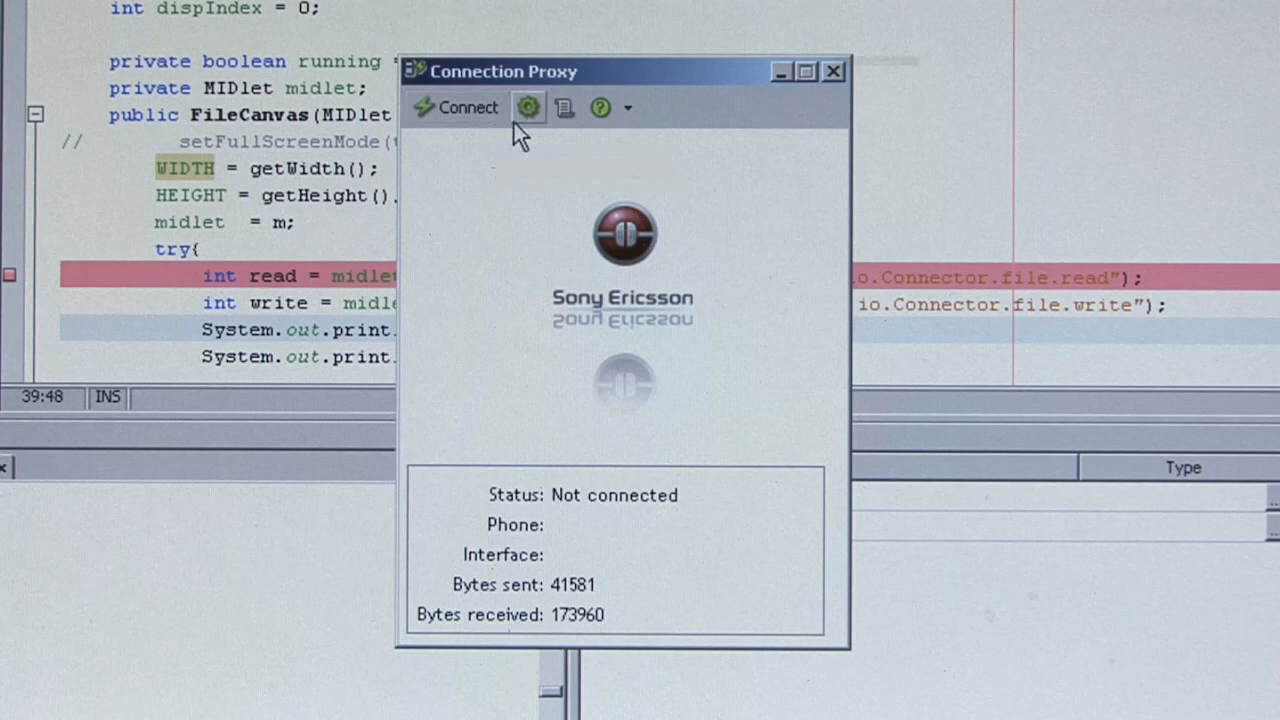 int dispIndex = 0;
private boolean running =
private MIDlet midlet;
public FileCanvas(MIDlet
// setFullScreenMode(
WIDTH = getWidth();
HEIGHT = getHeight()
midlet = m;
try{
int read = midlet io.Connector.file.read");
int write = midle io.Connector.file.write");
System.out.print
System.out.print
39:48 INS
Type
Connection Proxy
Connect
Sony Ericsson
Status: Not connected
Phone:
Interface:
Bytes sent: 41581
Bytes received: 173960